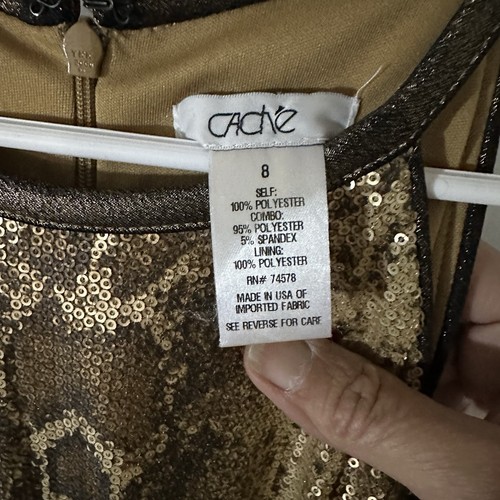 YKK
Caché
8
SELF:
100% POLYESTER
COMBO:
95% POLYESTER
5% SPANDEX
LINING:
100% POLYESTER
RN# 74578
MADE IN USA OF
IMPORTED FABRIC
SEE REVERSE FOR CARE